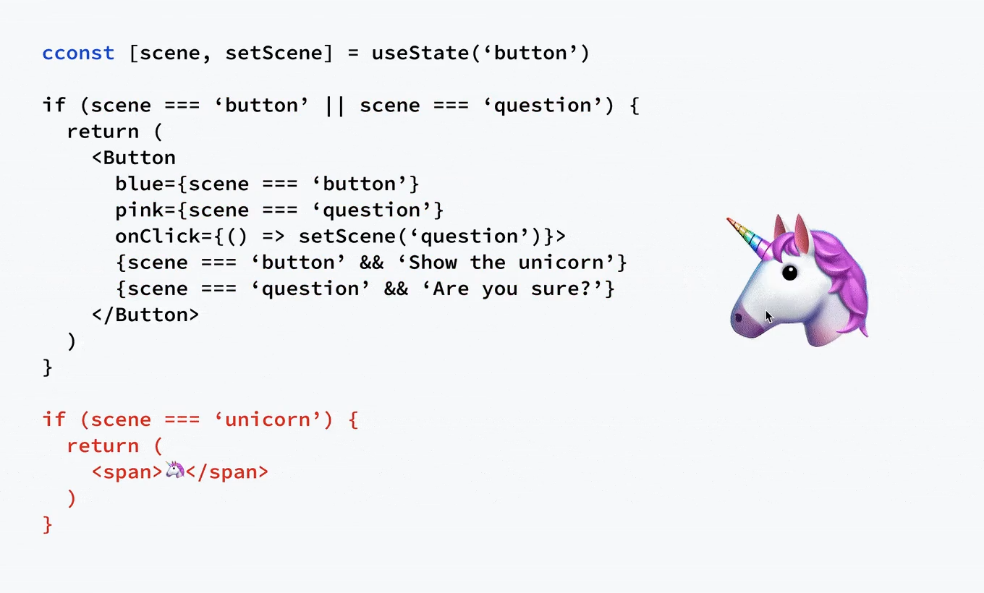 cconst [scene, setScene] = useState(‘button’)
if (scene === ‘button’ || scene === ‘question’) {
return (
<Button
blue={scene === ‘button’}
pink={scene === ‘question’}
onClick={() => setScene(‘question’)}>
{scene === ‘button’ && ‘Show the unicorn’}
{scene === ‘question’ && ‘Are you sure?’}
</Button>
)
}
if (scene === ‘unicorn’) {
return (
<span>🦄</span>
)
}